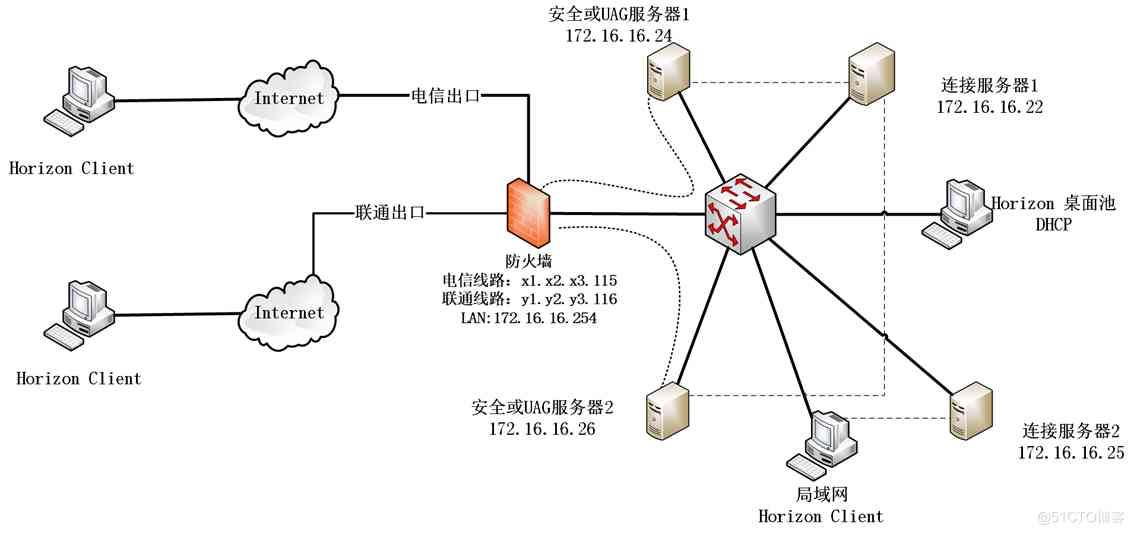 安全或UAG服务器1
172.16.16.24
连接服务器1
172.16.16.22
Internet
电信出口
Horizon Client
Horizon 桌面池
DHCP
联通出口
防火墙
电信线路：x1.x2.x3.115
联通线路：y1.y2.y3.116
LAN:172.16.16.254
Internet
Horizon Client
安全或UAG服务器2
172.16.16.26
连接服务器2
172.16.16.25
局域网
Horizon Client
@51CTO博客